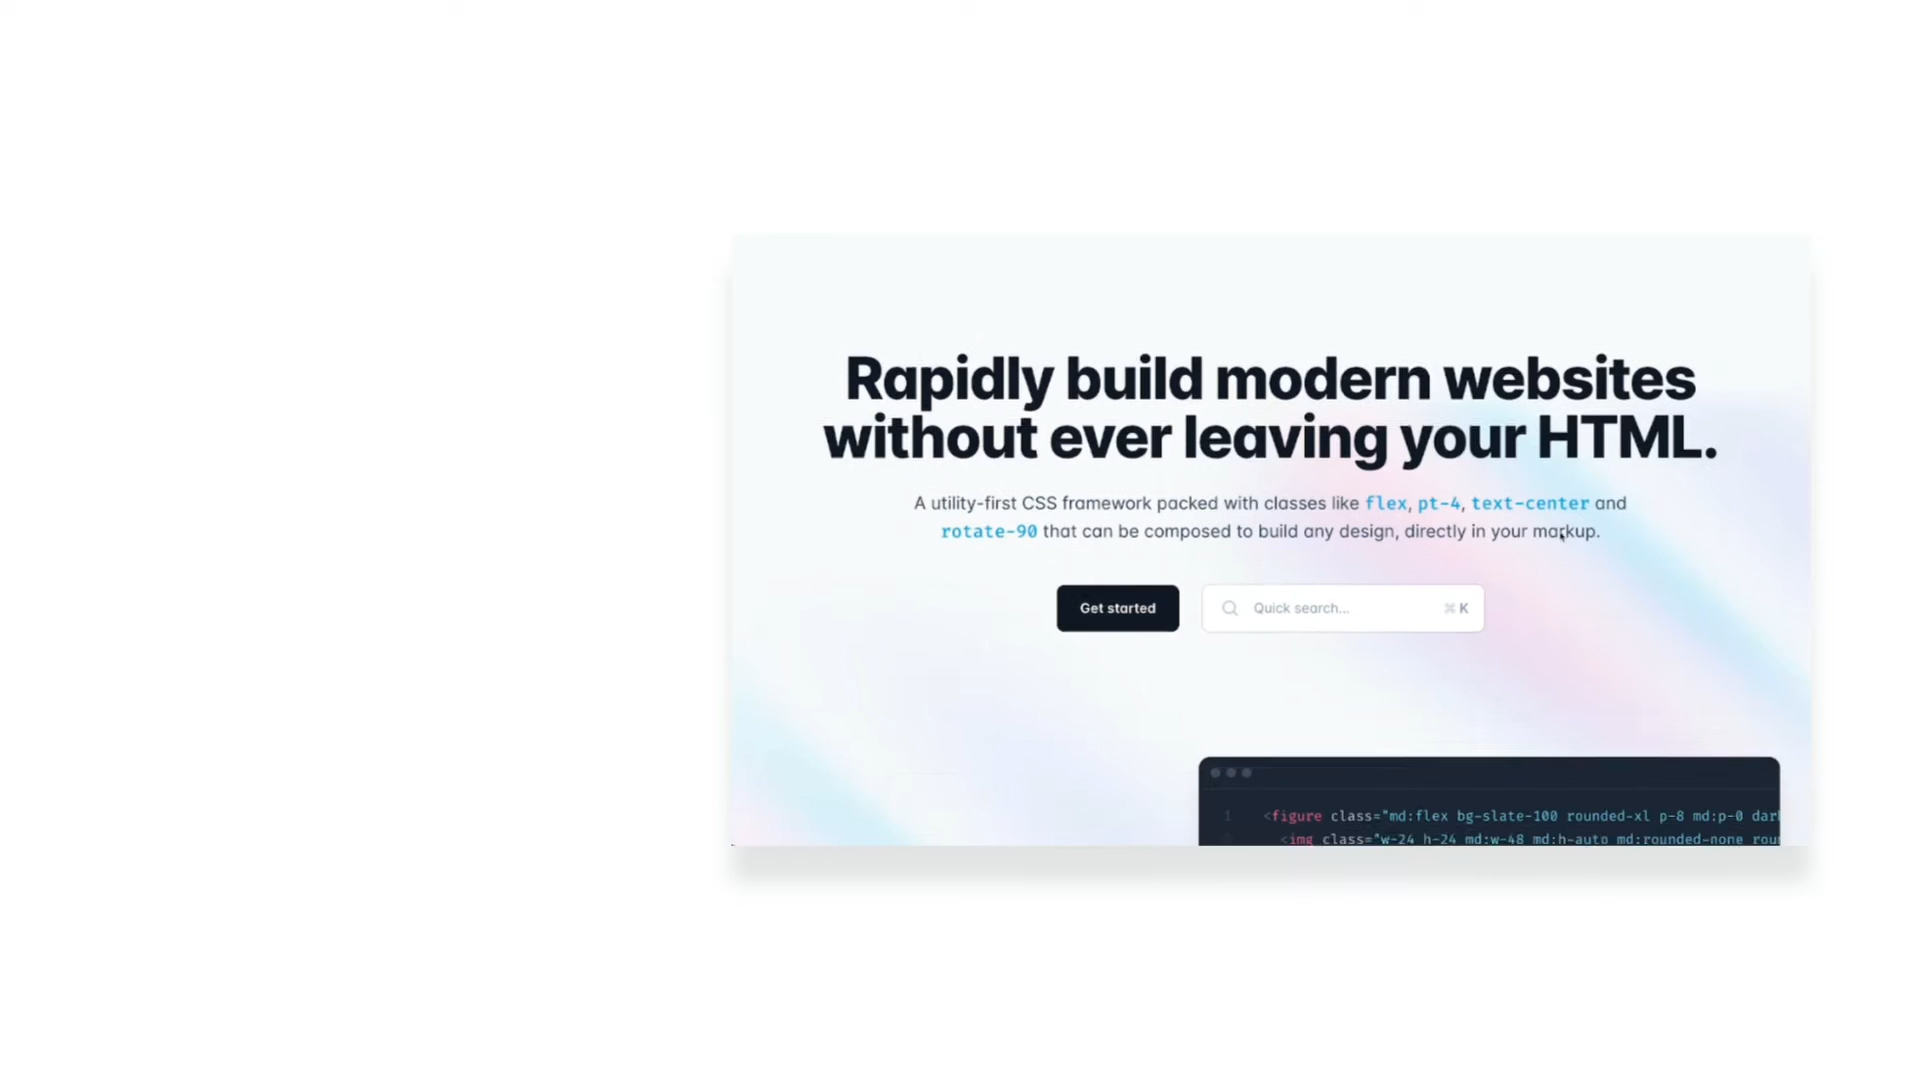 Rapidly build modern websites
without ever leaving your HTML.
A utility-first CSS framework packed with classes like flex, pt-4, text-center and
rotate-90 that can be composed to build any design, directly in your markup.
Get started
Quick search...
⌘ K
1 <figure class="md:flex bg-slate-100 rounded-xl p-8 md:p-0
<img class="w-24 h-24 md:w-48 md:h-auto md:rounded-none